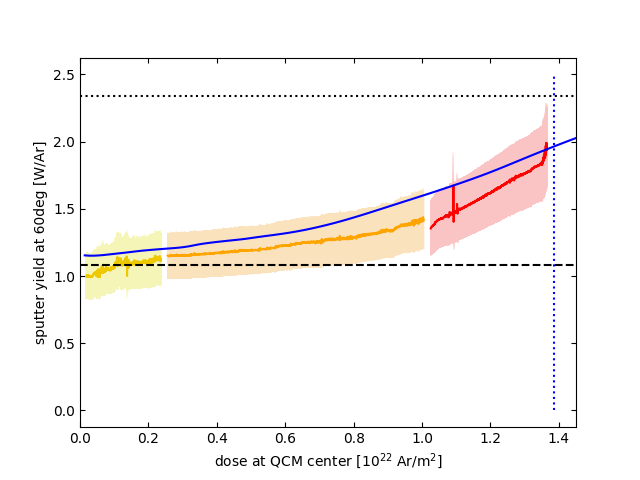 2.5
2.0
1.5
1.0
0.5
0.0
sputter yield at 60deg [W/Ar]
0.0 0.2 0.4 0.6 0.8 1.0 1.2 1.4
dose at QCM center [10²² Ar/m²]